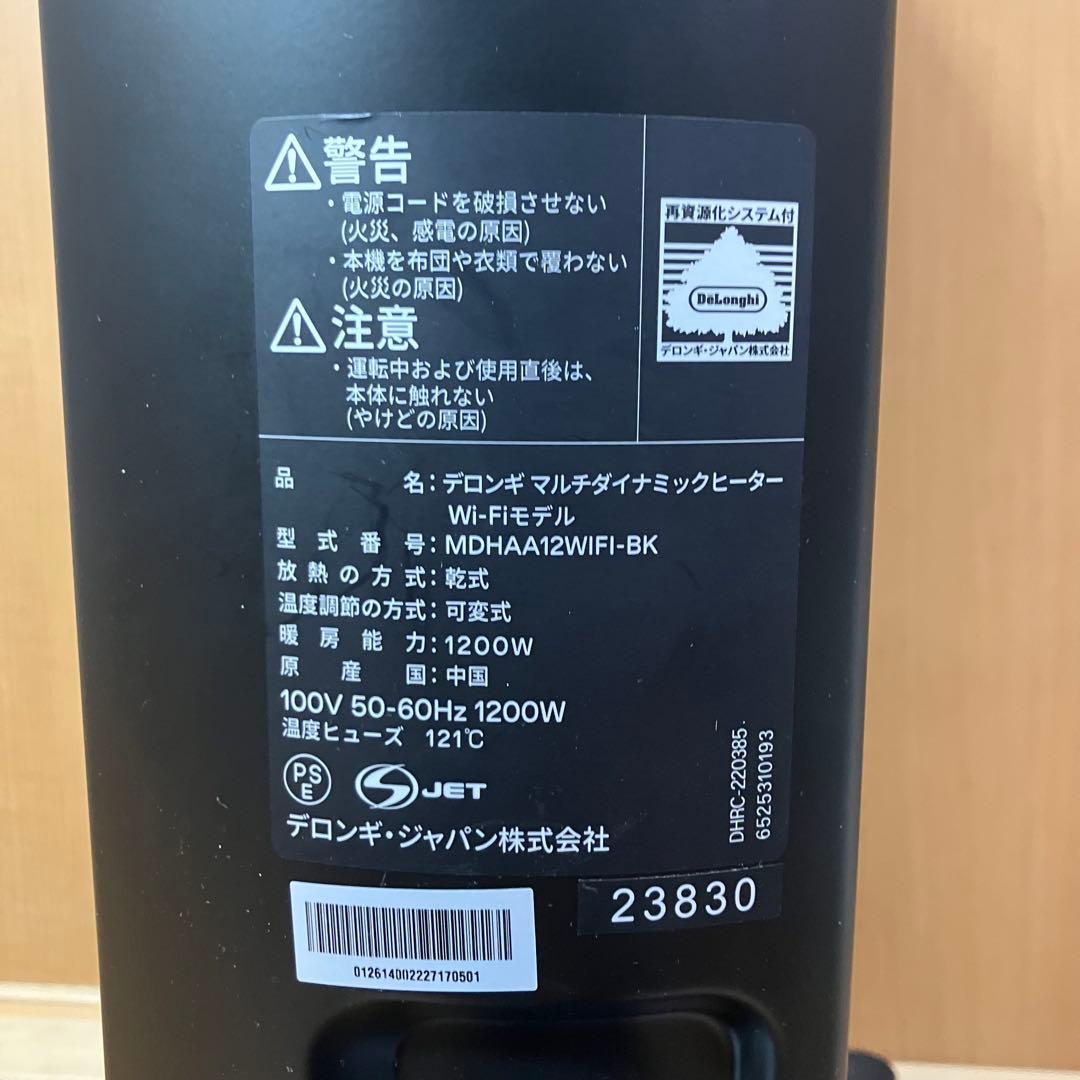 警告
・電源コードを破損させない
(火災、感電の原因)
・本機を布団や衣類で覆わない
(火災の原因)
注意
・運転中および使用直後は、
本体に触れない
(やけどの原因)
再資源化システム付
DeLonghi
デロンギ・ジャパン株式会社
品名：デロンギ マルチダイナミックヒーター
Wi-Fiモデル
型式番号：MDHAA12WIFI-BK
放熱の方式：乾式
温度調節の方式：可変式
暖房能力：1200W
原産国：中国
100V 50-60Hz 1200W
温度ヒューズ 121℃
PSE
S JET
デロンギ・ジャパン株式会社
DHRC-220385.
6525310193
23830
012614002227170501